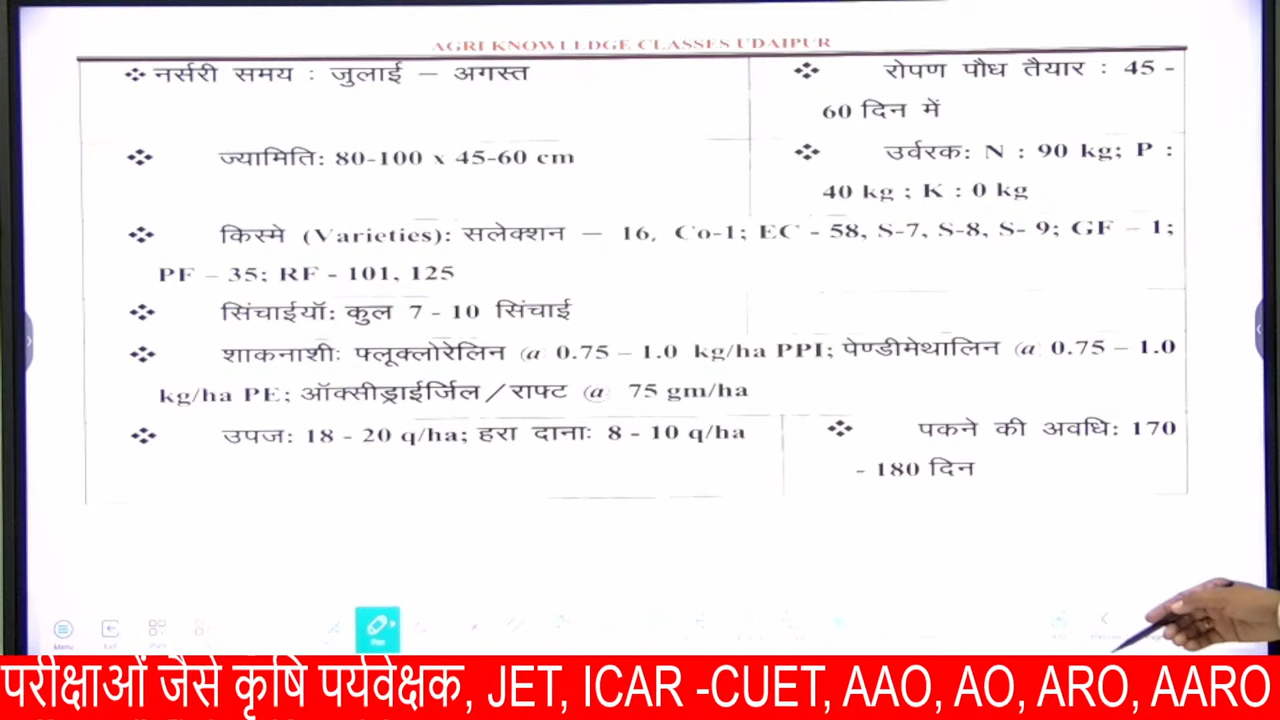 AGRI KNOWLEDGE CLASSES UDAIPUR
❖ नर्सरी समय : जुलाई – अगस्त
❖ रोपण पौध तैयार : 45 -
60 दिन में
❖ ज्यामिति: 80-100 x 45-60 cm
❖ उर्वरक: N : 90 kg; P :
40 kg ; K : 0 kg
❖ किस्मे (Varieties): सलेक्शन – 16, Co-1; EC - 58, S-7, S-8, S- 9; GF – 1;
PF – 35; RF - 101, 125
❖ सिंचाईयॉ: कुल 7 - 10 सिंचाई
❖ शाकनाशी: फ्लूक्लोरेलिन @ 0.75 – 1.0 kg/ha PPI; पेण्डीमेथालिन @ 0.75 – 1.0
kg/ha PE; ऑक्सीड्राईर्जिल/राफ्ट @ 75 gm/ha
❖ उपज: 18 - 20 q/ha; हरा दाना: 8 - 10 q/ha
❖ पकने की अवधि: 170
- 180 दिन
Menu
Exit
Pen
परीक्षाओं जैसे कृषि पर्यवेक्षक, JET, ICAR -CUET, AAO, AO, ARO, AARO